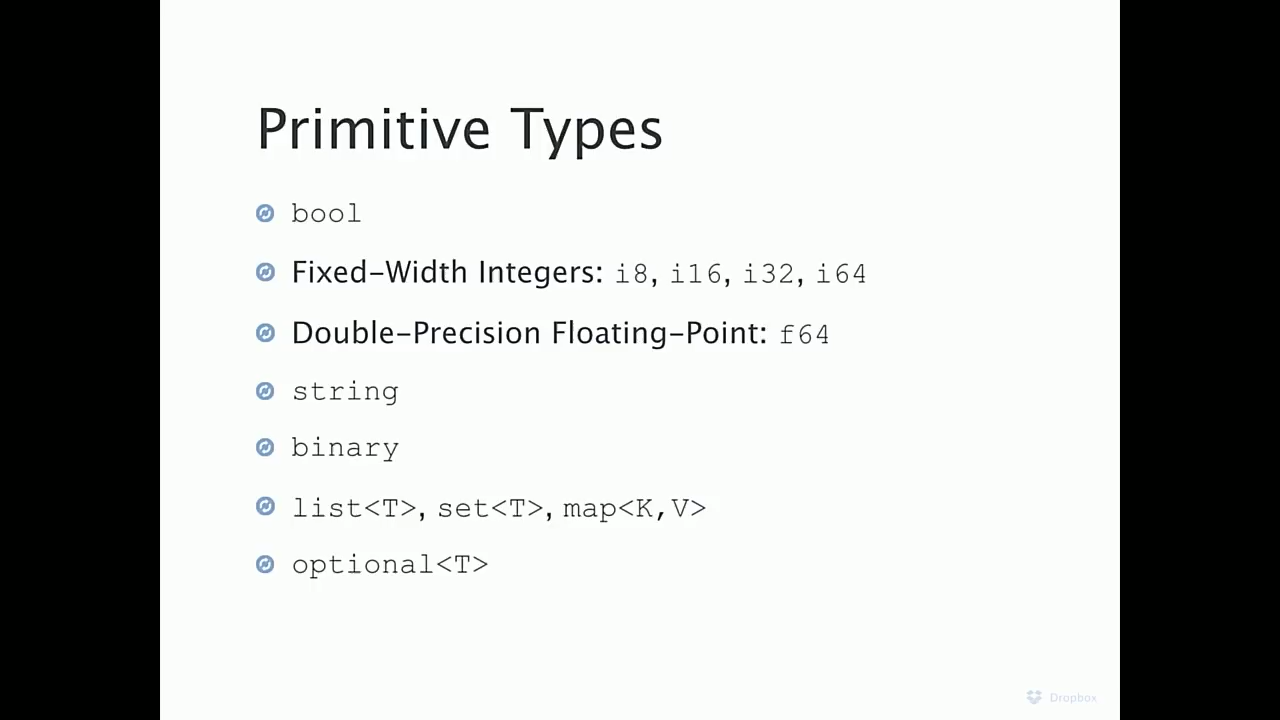 Primitive Types
bool
Fixed-Width Integers: i8, i16, i32, i64
Double-Precision Floating-Point: f64
string
binary
list<T>, set<T>, map<K,V>
optional<T>
Dropbox